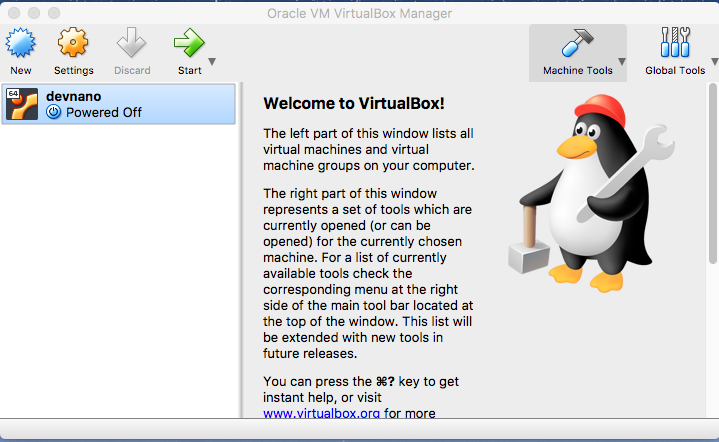 Oracle VM VirtualBox Manager
New
Settings
Discard
Start
Machine Tools
Global Tools
64
devnano
Powered Off
Welcome to VirtualBox!
The left part of this window lists all
virtual machines and virtual
machine groups on your computer.
The right part of this window
represents a set of tools which are
currently opened (or can be
opened) for the currently chosen
machine. For a list of currently
available tools check the
corresponding menu at the right
side of the main tool bar located at
the top of the window. This list will
be extended with new tools in
future releases.
You can press the ⌘? key to get
instant help, or visit
www.virtualbox.org for more